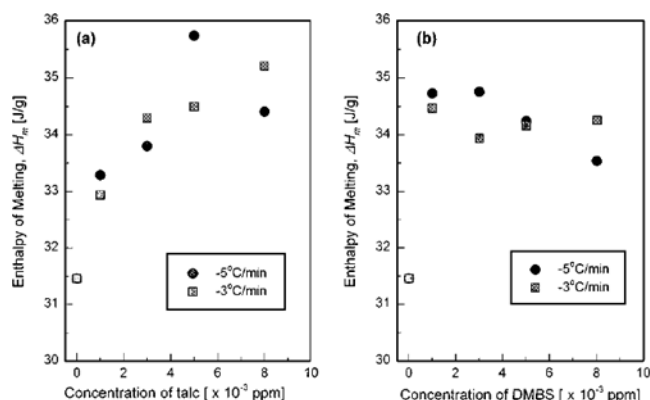 36
(a)
35
34
33
32
31
30
Enthalpy of Melting, ΔHm [J/g]
-5°C/min
-3°C/min
0 2 4 6 8 10
Concentration of talc [ x 10⁻³ ppm]
36
(b)
35
34
33
32
31
30
Enthalpy of Melting, ΔHm [J/g]
-5°C/min
-3°C/min
0 2 4 6 8 10
Concentration of DMBS [ x 10⁻³ ppm]